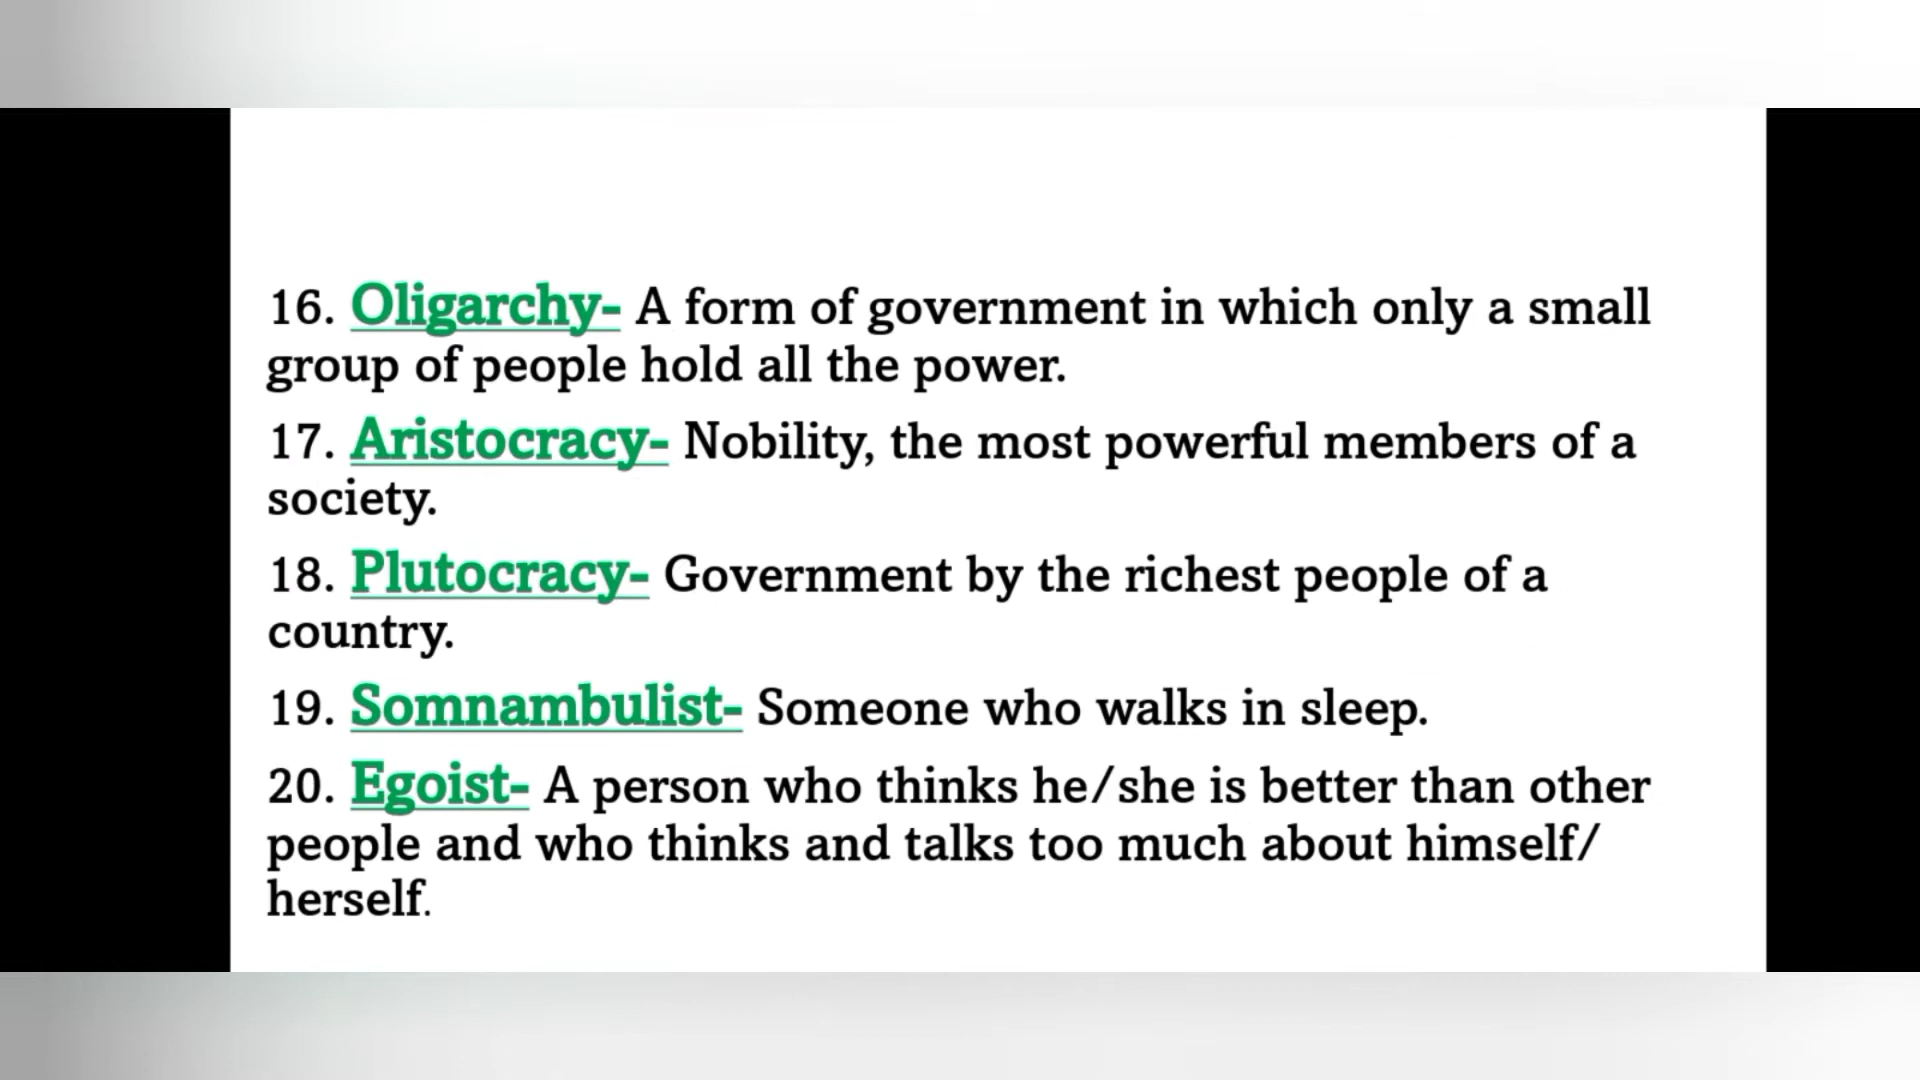 16. Oligarchy- A form of government in which only a small
group of people hold all the power.
17. Aristocracy- Nobility, the most powerful members of a
society.
18. Plutocracy- Government by the richest people of a
country.
19. Somnambulist- Someone who walks in sleep.
20. Egoist- A person who thinks he/she is better than other
people and who thinks and talks too much about himself/
herself.